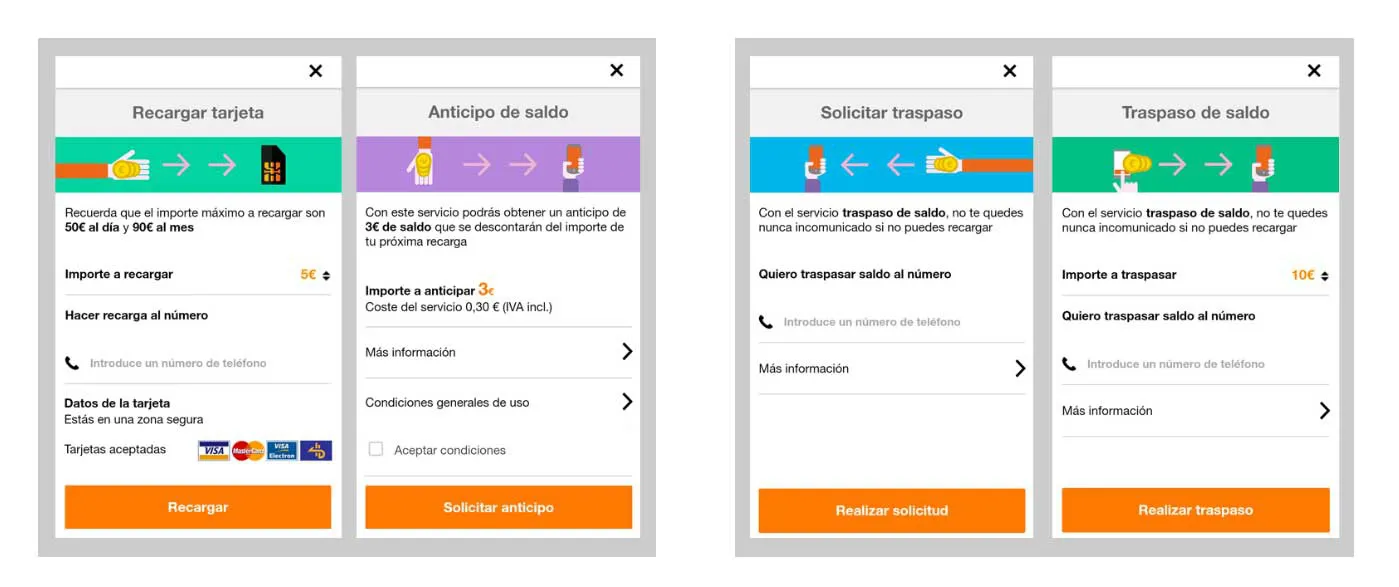 Recargar tarjeta
Recuerda que el importe máximo a recargar son
50€ al día y 90€ al mes
Importe a recargar 5€
Hacer recarga al número
Introduce un número de teléfono
Datos de la tarjeta
Estás en una zona segura
Tarjetas aceptadas VISA MasterCard VISA Electron
Recargar
Anticipo de saldo
Con este servicio podrás obtener un anticipo de
3€ de saldo que se descontarán del importe de
tu próxima recarga
Importe a anticipar 3€
Coste del servicio 0,30 € (IVA incl.)
Más información
Condiciones generales de uso
Aceptar condiciones
Solicitar anticipo
Solicitar traspaso
Con el servicio traspaso de saldo, no te quedes
nunca incomunicado si no puedes recargar
Quiero traspasar saldo al número
Introduce un número de teléfono
Más información
Realizar solicitud
Traspaso de saldo
Con el servicio traspaso de saldo, no te quedes
nunca incomunicado si no puedes recargar
Importe a traspasar 10€
Quiero traspasar saldo al número
Introduce un número de teléfono
Más información
Realizar traspaso